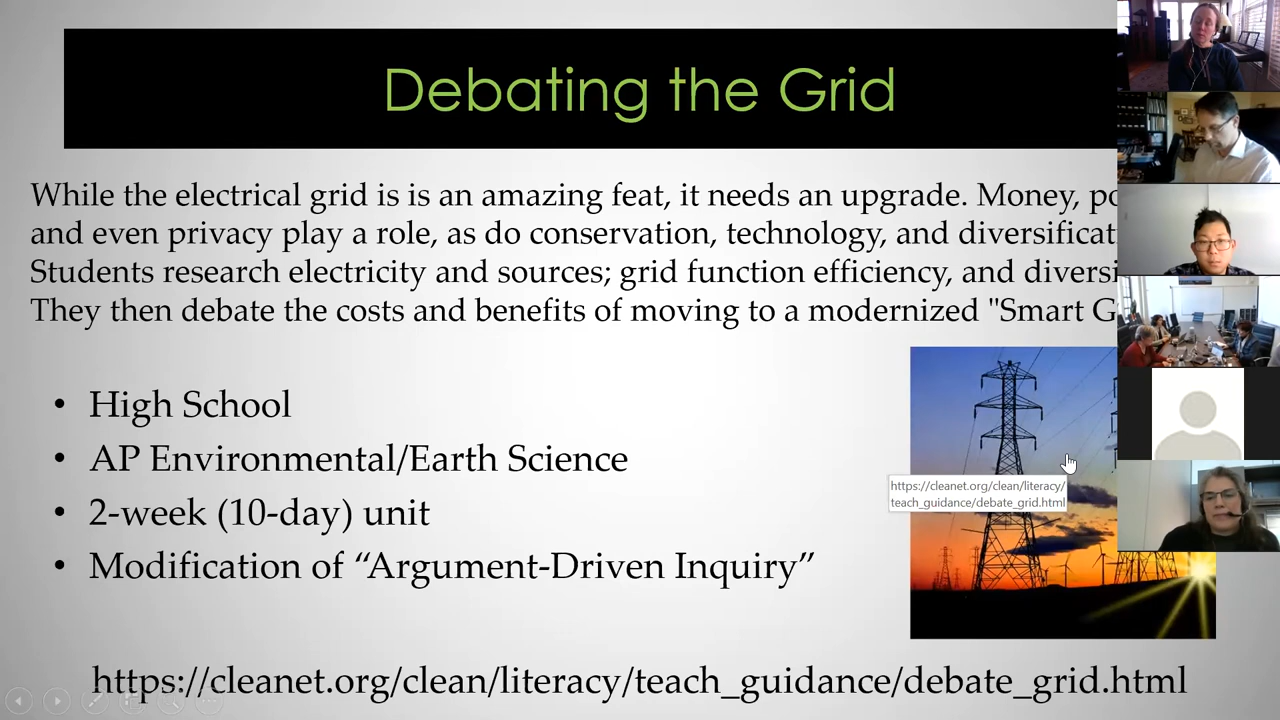 Debating the Grid
While the electrical grid is is an amazing feat, it needs an upgrade. Money,
and even privacy play a role, as do conservation, technology, and
Students research electricity and sources; grid function efficiency, and
They then debate the costs and benefits of moving to a modernized "Smart
• High School
• AP Environmental/Earth Science
• 2-week (10-day) unit
• Modification of “Argument-Driven Inquiry”
https://cleanet.org/clean/literacy/
teach_guidance/debate_grid.html
https://cleanet.org/clean/literacy/teach_guidance/debate_grid.html